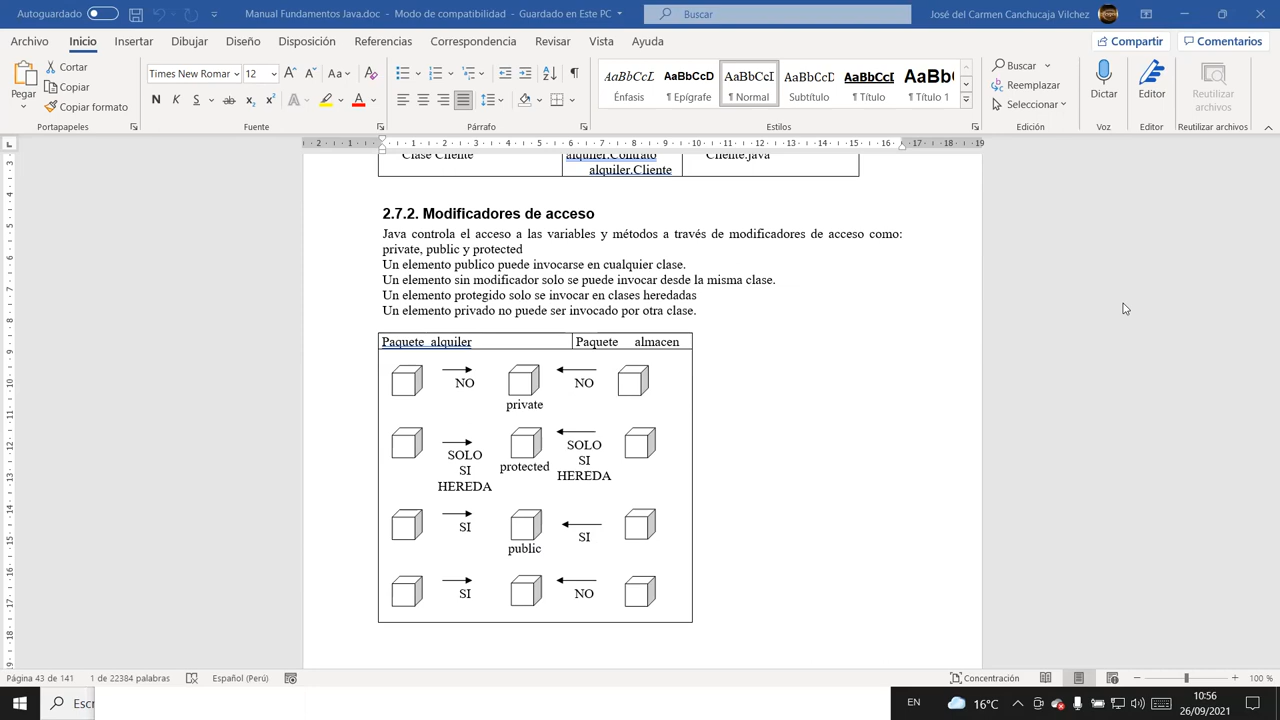 Autoguardado
Manual Fundamentos de POO ESTE PC
Buscar
José del Carmen Canchucaja Vilchez
Archivo Inicio Insertar Dibujar Diseño Disposición Referencias Correspondencia Revisar Vista Ayuda
Compartir
Comentarios
Pegar
Cortar
Copiar
Copiar formato
Portapapeles
Times New Romar 12
N K S
Fuente
Párrafo
AaBbCcL AaBbCcD AaBbCcI AaBbCcD AaBbCcI AaBb(
Énfasis ¶ Epígrafe ¶ Normal Subtítulo ¶ Título ¶ Título 1
Estilos
Buscar
Reemplazar
Seleccionar
Edición
Dictar
Voz
Editor
Editor
Reutilizar
archivos
Reutilizar archivos
Clase Cliente
alquiler.Contrato
alquiler.Cliente
Cliente.java
2.7.2. Modificadores de acceso
Java controla el acceso a las variables y métodos a través de modificadores de acceso como:
private, public y protected
Un elemento publico puede invocarse en cualquier clase.
Un elemento sin modificador solo se puede invocar desde la misma clase.
Un elemento protegido solo se invocar en clases heredadas
Un elemento privado no puede ser invocado por otra clase.
Paquete alquiler
Paquete almacen
NO
NO
private
SOLO
SI
HEREDA
protected
SOLO
SI
HEREDA
SI
public
SI
SI
NO
Página 43 de 141
1 de 22384 palabras
Español (Perú)
Concentración
100 %
Escr
EN
16°C
10:56
26/09/2021